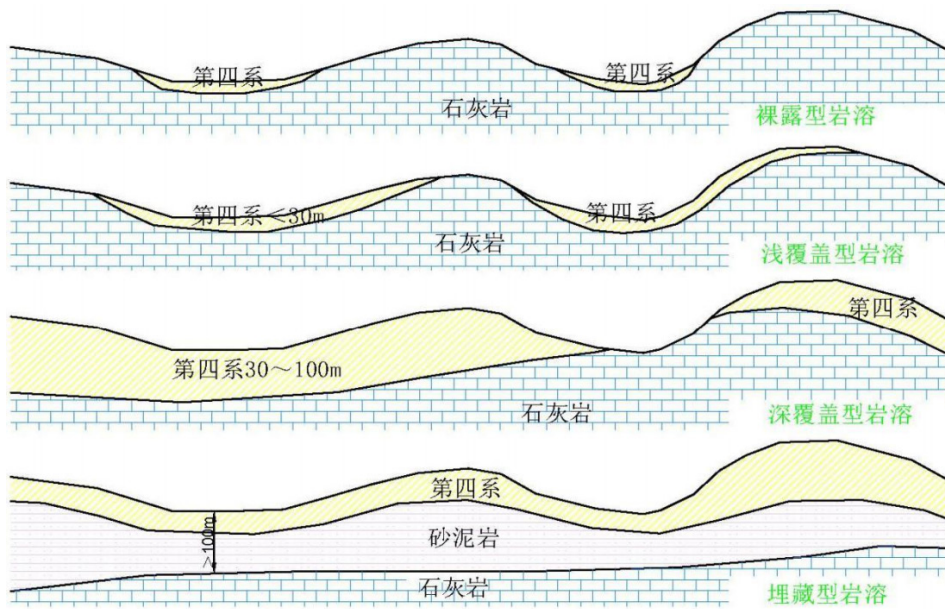 第四系
第四系
石灰岩
裸露型岩溶
第四系<30m
第四系
石灰岩
浅覆盖型岩溶
第四系
第四系30~100m
石灰岩
深覆盖型岩溶
第四系
>100m
砂泥岩
石灰岩
埋藏型岩溶